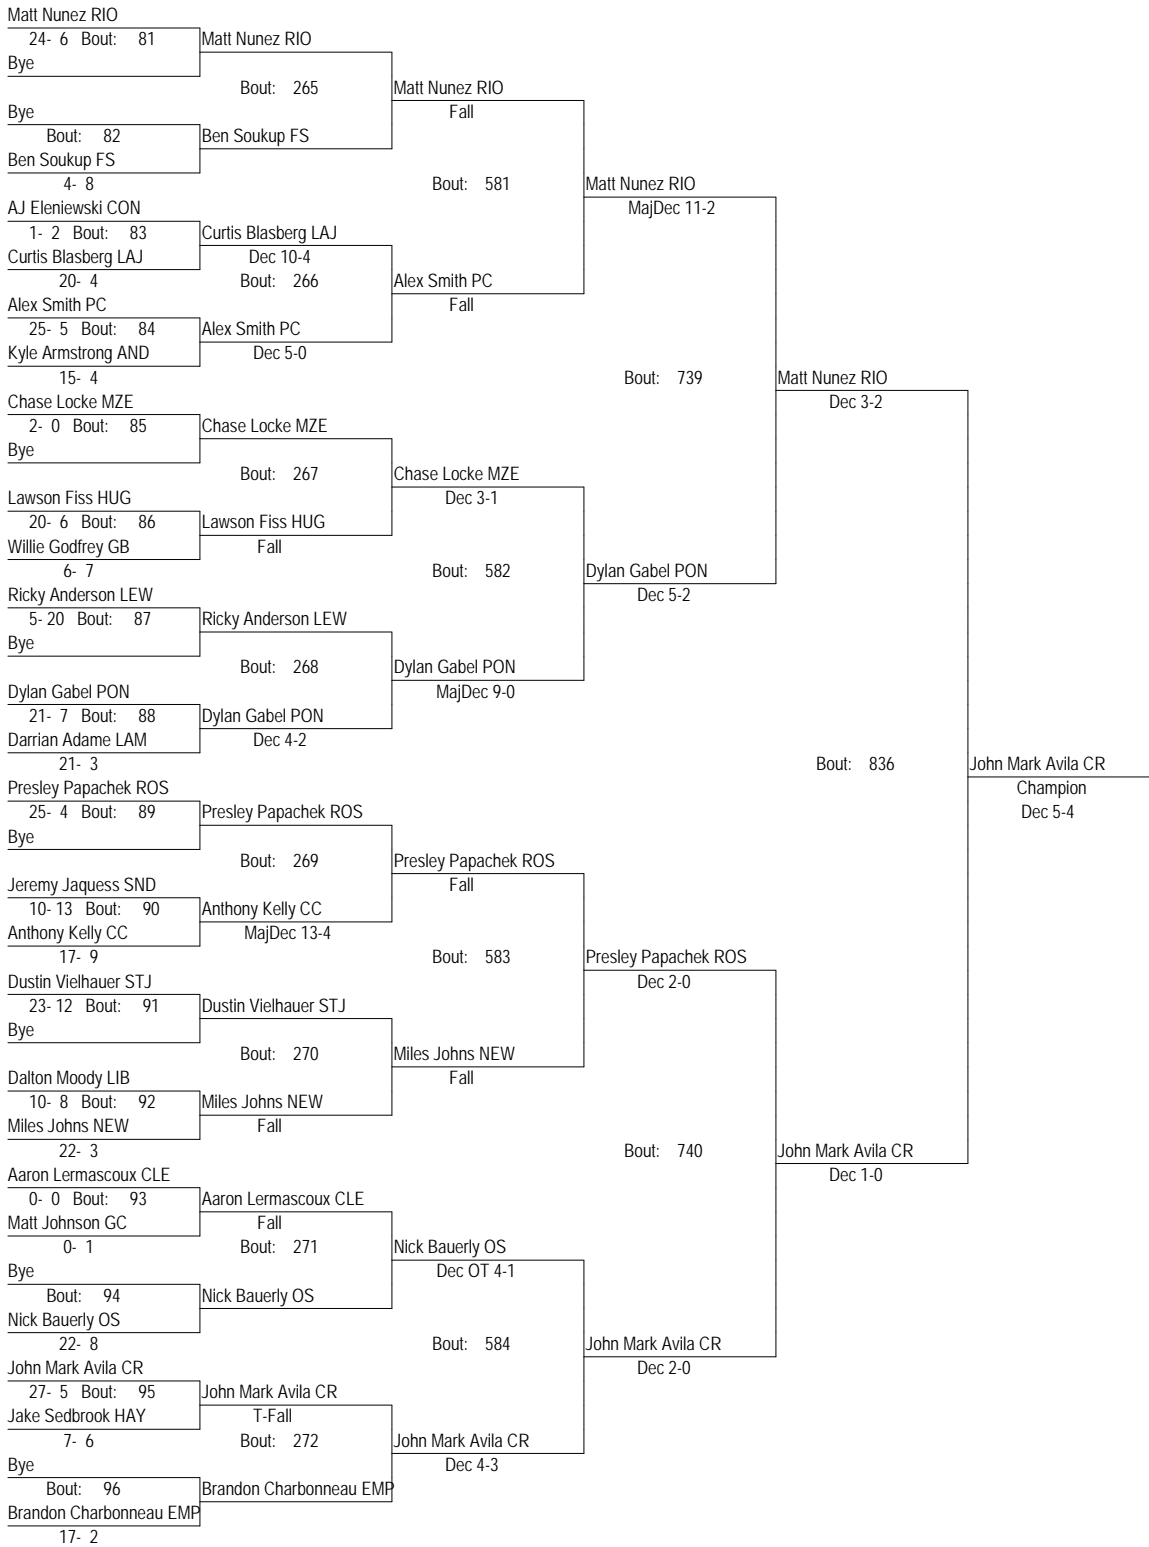 Matt Nunez RIO
24- 6 Bout: 81
Matt Nunez RIO
Bye
Bout: 265
Matt Nunez RIO
Bye
Fall
Bout: 82
Ben Soukup FS
Ben Soukup FS
4- 8
Bout: 581
Matt Nunez RIO
AJ Eleniewski CON
MajDec 11-2
1- 2 Bout: 83
Curtis Blasberg LAJ
Curtis Blasberg LAJ
Dec 10-4
20- 4
Bout: 266
Alex Smith PC
Alex Smith PC
Fall
25- 5 Bout: 84
Alex Smith PC
Kyle Armstrong AND
Dec 5-0
15- 4
Bout: 739
Matt Nunez RIO
Chase Locke MZE
Dec 3-2
2- 0 Bout: 85
Chase Locke MZE
Bye
Bout: 267
Chase Locke MZE
Lawson Fiss HUG
Dec 3-1
20- 6 Bout: 86
Lawson Fiss HUG
Willie Godfrey GB
Fall
6- 7
Bout: 582
Dylan Gabel PON
Ricky Anderson LEW
Dec 5-2
5- 20 Bout: 87
Ricky Anderson LEW
Bye
Bout: 268
Dylan Gabel PON
Dylan Gabel PON
MajDec 9-0
21- 7 Bout: 88
Dylan Gabel PON
Darrian Adame LAM
Dec 4-2
21- 3
Bout: 836
John Mark Avila CR
Presley Papachek ROS
Champion
25- 4 Bout: 89
Presley Papachek ROS
Dec 5-4
Bye
Bout: 269
Presley Papachek ROS
Jeremy Jaquess SND
Fall
10- 13 Bout: 90
Anthony Kelly CC
Anthony Kelly CC
MajDec 13-4
17- 9
Bout: 583
Presley Papachek ROS
Dustin Vielhauer STJ
Dec 2-0
23- 12 Bout: 91
Dustin Vielhauer STJ
Bye
Bout: 270
Miles Johns NEW
Dalton Moody LIB
Fall
10- 8 Bout: 92
Miles Johns NEW
Miles Johns NEW
Fall
22- 3
Bout: 740
John Mark Avila CR
Aaron Lermascoux CLE
Dec 1-0
0- 0 Bout: 93
Aaron Lermascoux CLE
Matt Johnson GC
Fall
0- 1
Bout: 271
Nick Bauerly OS
Bye
Dec OT 4-1
Bout: 94
Nick Bauerly OS
Nick Bauerly OS
22- 8
Bout: 584
John Mark Avila CR
John Mark Avila CR
Dec 2-0
27- 5 Bout: 95
John Mark Avila CR
Jake Sedbrook HAY
T-Fall
7- 6
Bout: 272
John Mark Avila CR
Bye
Dec 4-3
Bout: 96
Brandon Charbonneau EMP
Brandon Charbonneau EMP
17- 2